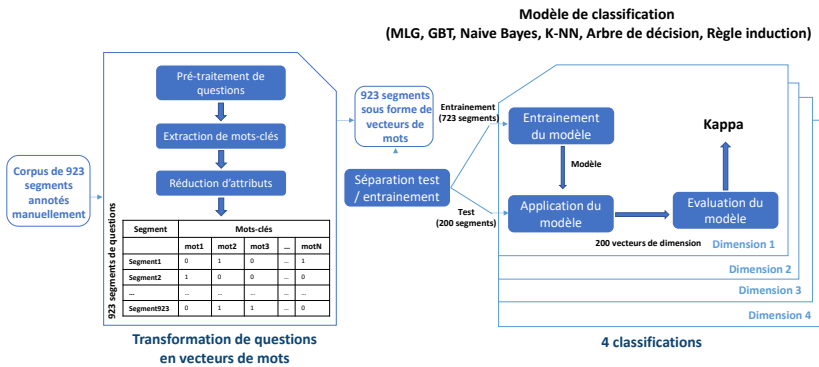 Modèle de classification
(MLG, GBT, Naive Bayes, K-NN, Arbre de décision, Règle induction)
Corpus de 923
segments
annotés
manuellement
923 segments de questions
Pré-traitement de
questions
Extraction de mots-clés
Réduction d'attributs
Segment Mots-clés
mot1 mot2 mot3 ... motN
Segment1 0 1 0 ... 1
Segment2 1 0 0 ... 0
... ... ... ... ... ...
Segment923 0 1 1 ... 0
Transformation de questions
en vecteurs de mots
923 segments
sous forme de
vecteurs de
mots
Séparation test
/ entrainement
Entrainement
(723 segments)
Test
(200 segments)
Entrainement
du modèle
Modèle
Application du
modèle
200 vecteurs de dimension
Evaluation du
modèle
Kappa
Dimension 1
Dimension 2
Dimension 3
Dimension 4
4 classifications